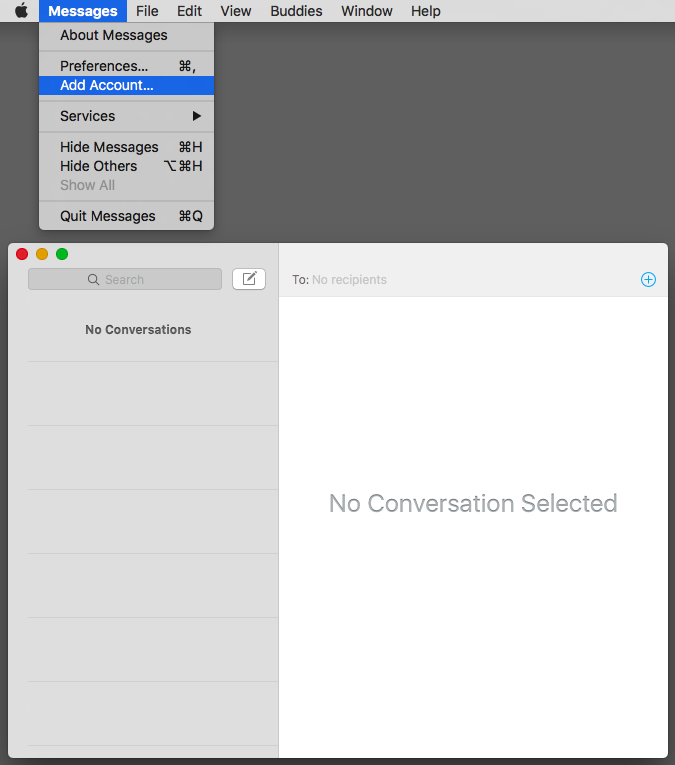 Messages File Edit View Buddies Window Help
About Messages
Preferences... ⌘,
Add Account...
Services ▶
Hide Messages ⌘H
Hide Others ⌥⌘H
Show All
Quit Messages ⌘Q
Search
To: No recipients
No Conversations
No Conversation Selected